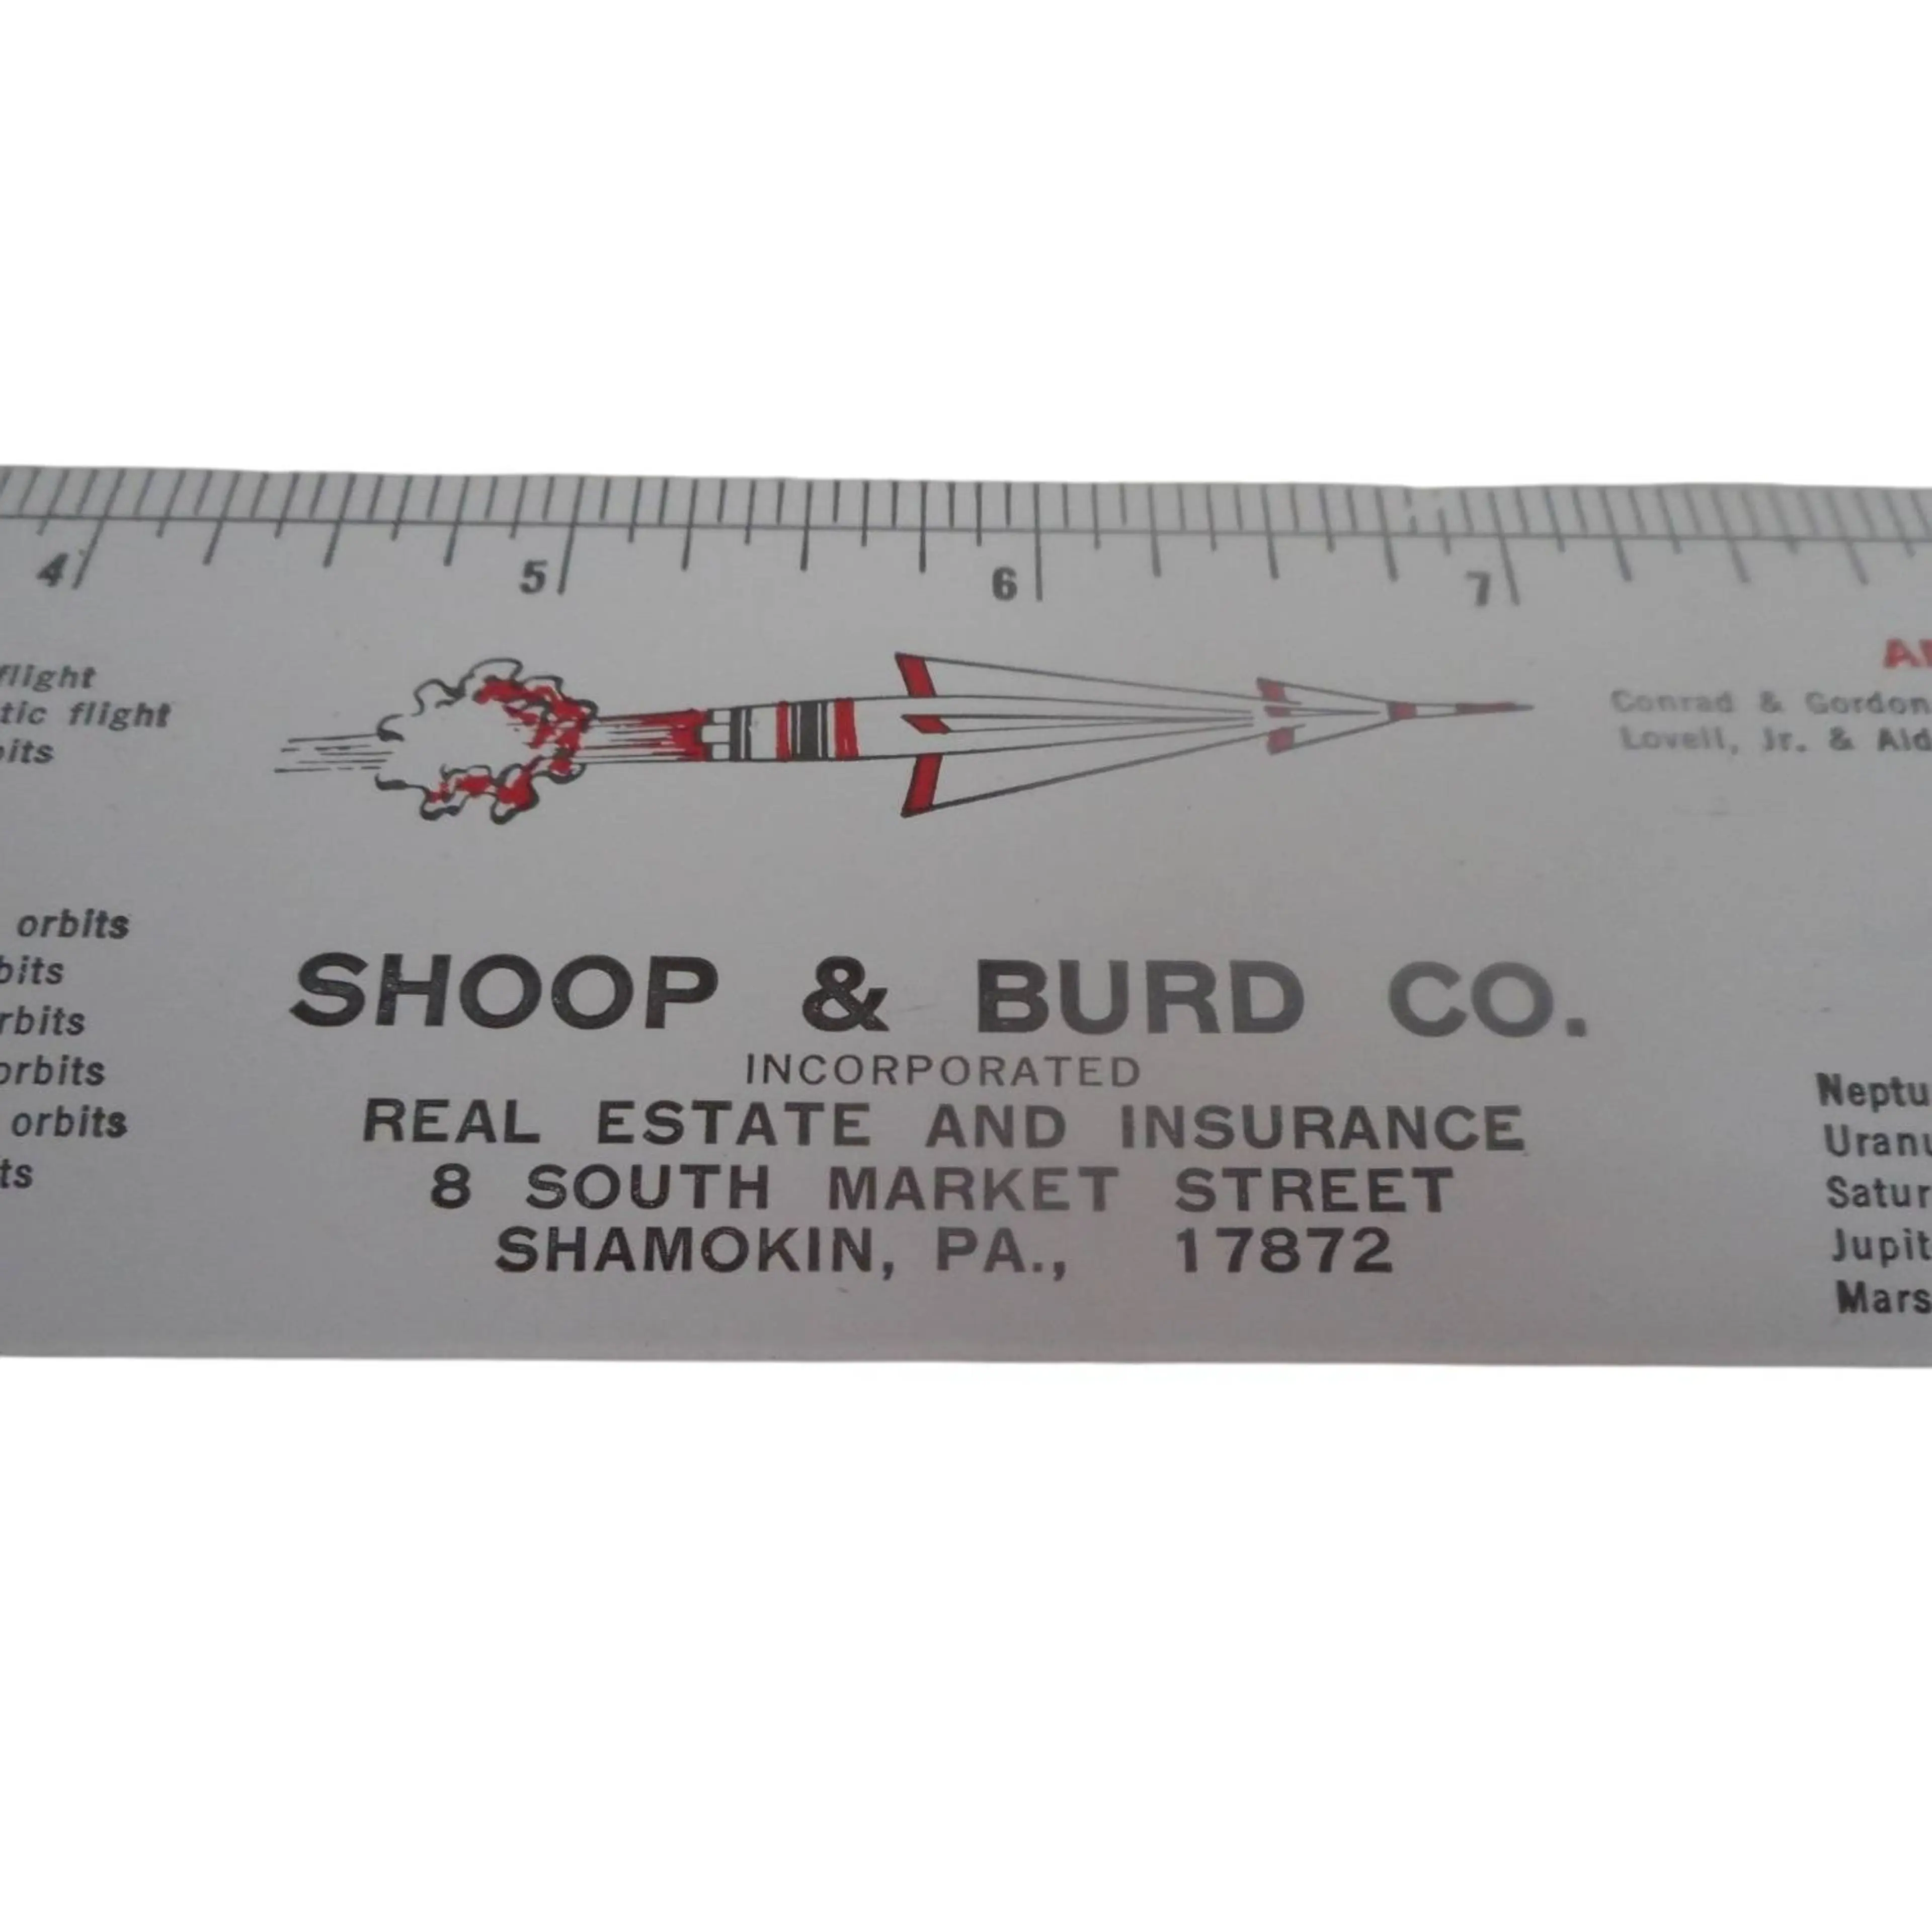 4 5 6 7
flight
tic flight
bits
Conrad & Gordon
Lovell, Jr. & Ald
orbits
bits
rbits
orbits
orbits
ts
SHOOP & BURD CO.
INCORPORATED
REAL ESTATE AND INSURANCE
8 SOUTH MARKET STREET
SHAMOKIN, PA., 17872
Neptu
Uranu
Satur
Jupit
Mars